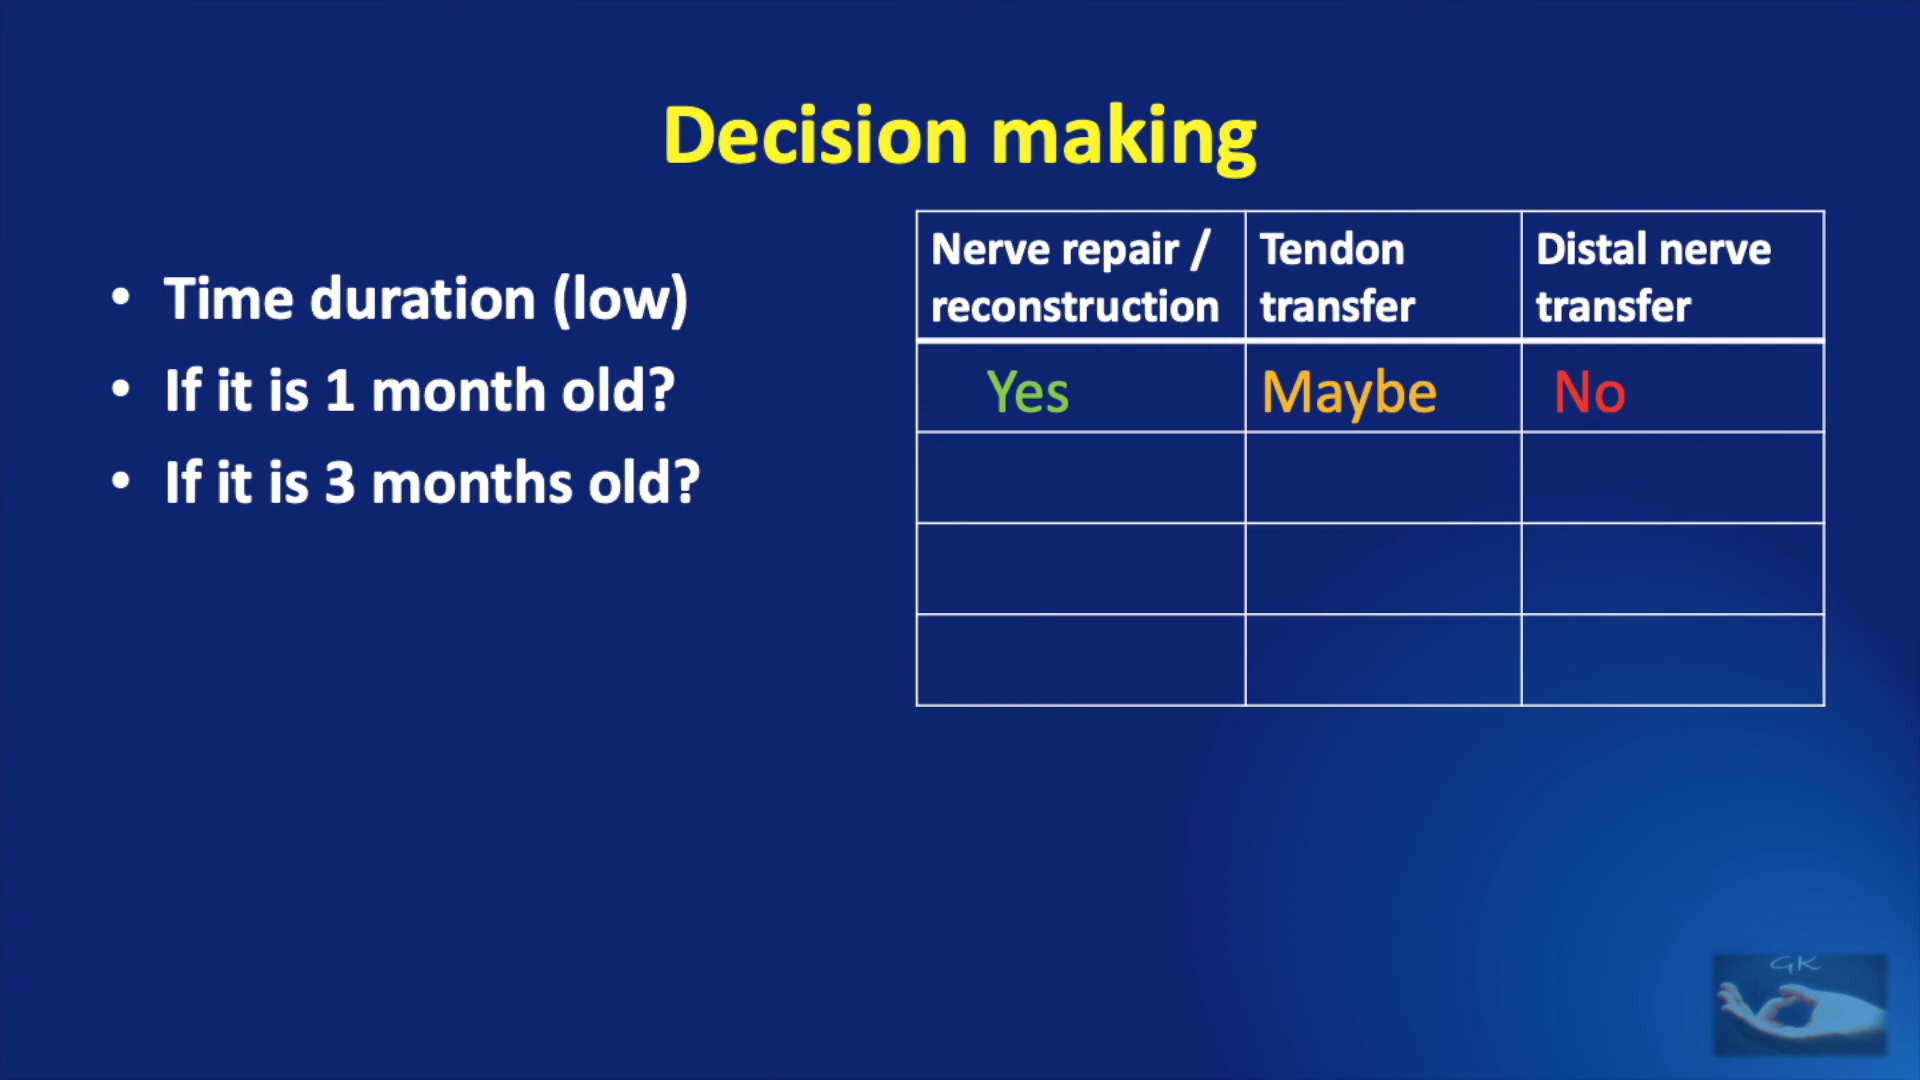 Decision making
• Time duration (low)
• If it is 1 month old?
• If it is 3 months old?
Nerve repair /
reconstruction
Tendon
transfer
Distal nerve
transfer
Yes
Maybe
No
GK